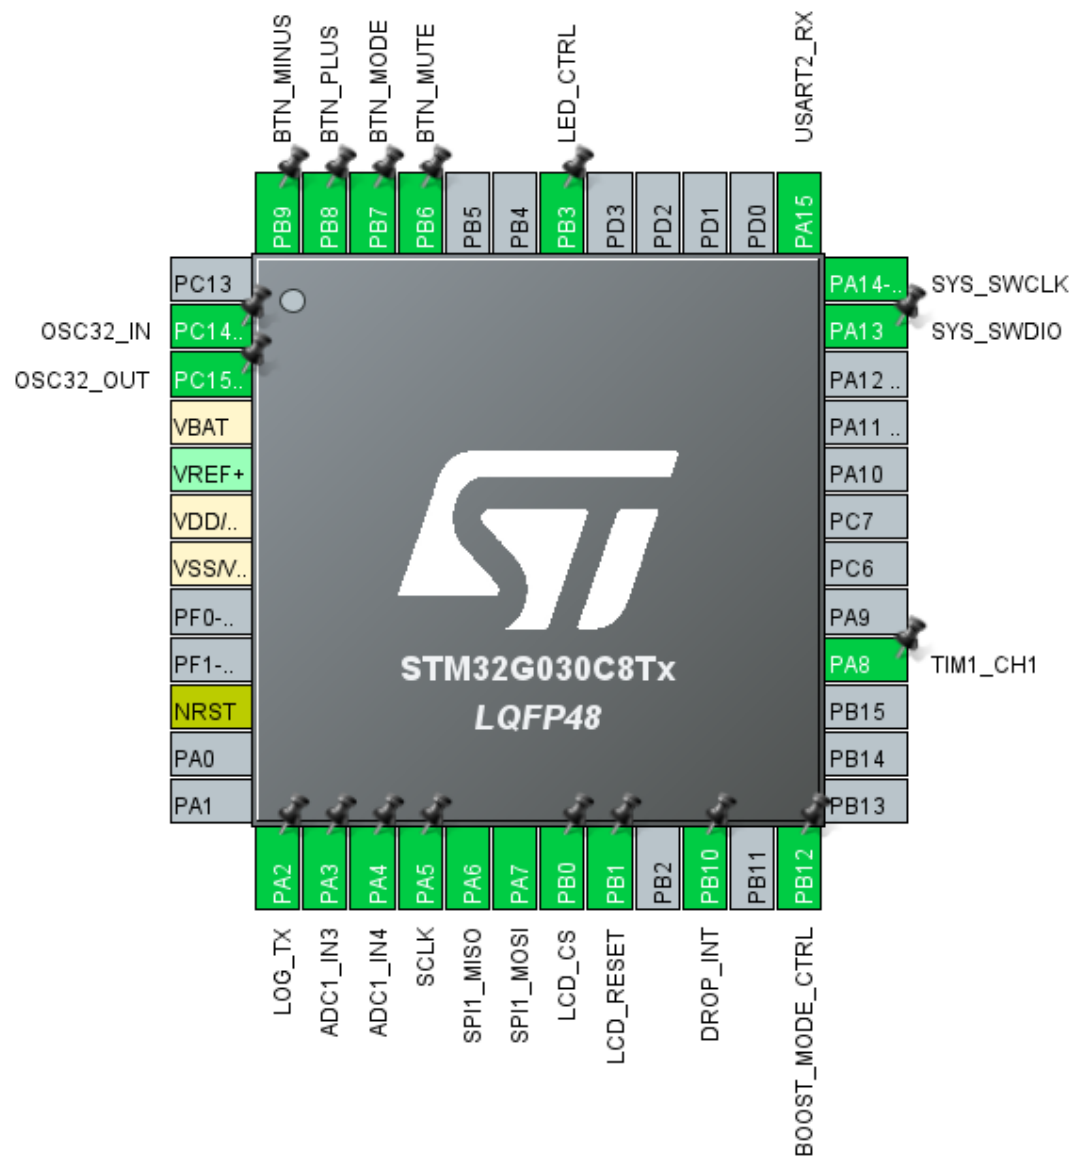 BTN_MINUS
BTN_PLUS
BTN_MODE
BTN_MUTE
LED_CTRL
USART2_RX
PB9
PB8
PB7
PB6
PB5
PB4
PB3
PD3
PD2
PD1
PD0
PA15
PC13
OSC32_IN PC14..
OSC32_OUT PC15..
VBAT
VREF+
VDD/..
VSS/V..
PF0-..
PF1-..
NRST
PA0
PA1
ST
STM32G030C8Tx
LQFP48
PA14-.. SYS_SWCLK
PA13 SYS_SWDIO
PA12 ..
PA11 ..
PA10
PC7
PC6
PA9
PA8 TIM1_CH1
PB15
PB14
PB13
PA2
PA3
PA4
PA5
PA6
PA7
PB0
PB1
PB2
PB10
PB11
PB12
LOG_TX
ADC1_IN3
ADC1_IN4
SCLK
SPI1_MISO
SPI1_MOSI
LCD_CS
LCD_RESET
DROP_INT
BOOST_MODE_CTRL